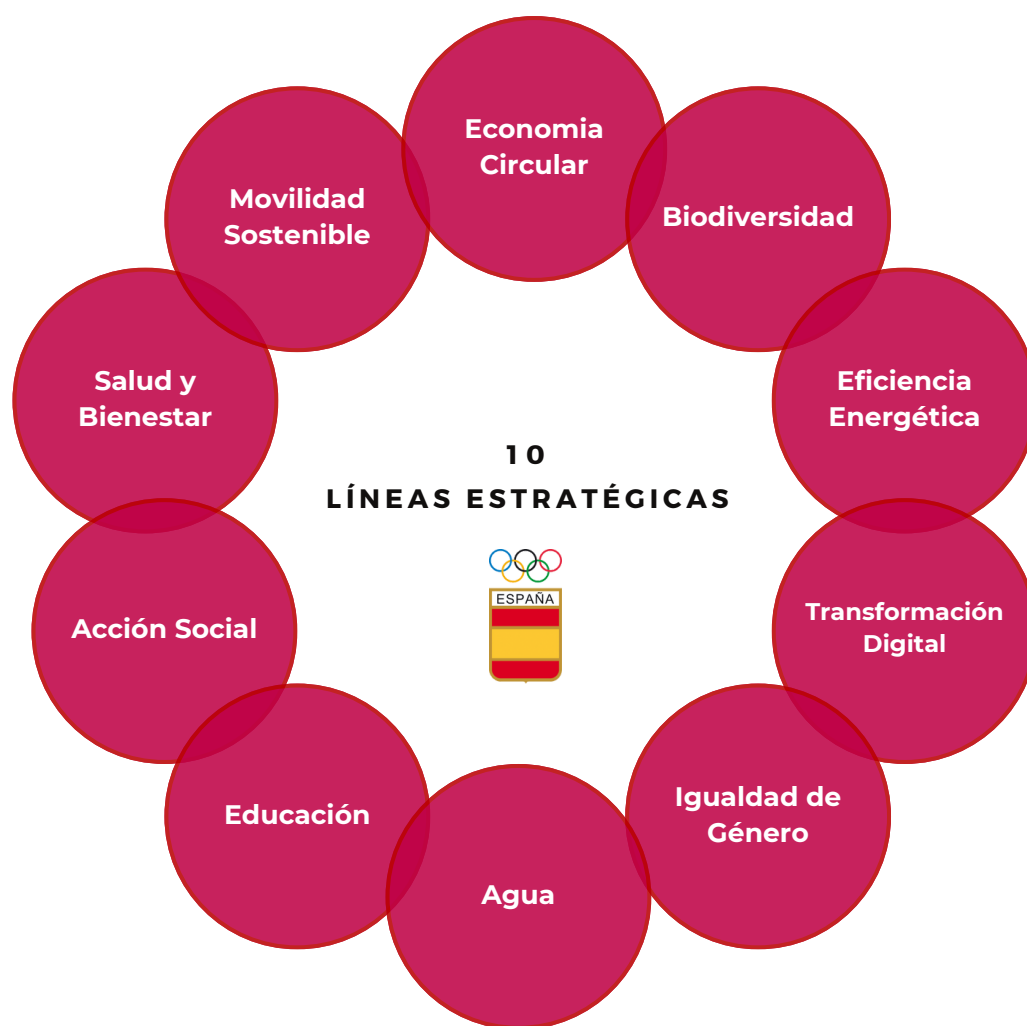 Economia
Circular
Biodiversidad
Eficiencia
Energética
Transformación
Digital
Igualdad de
Género
Agua
Educación
Acción Social
Salud y
Bienestar
Movilidad
Sostenible
10
LÍNEAS ESTRATÉGICAS
ESPAÑA